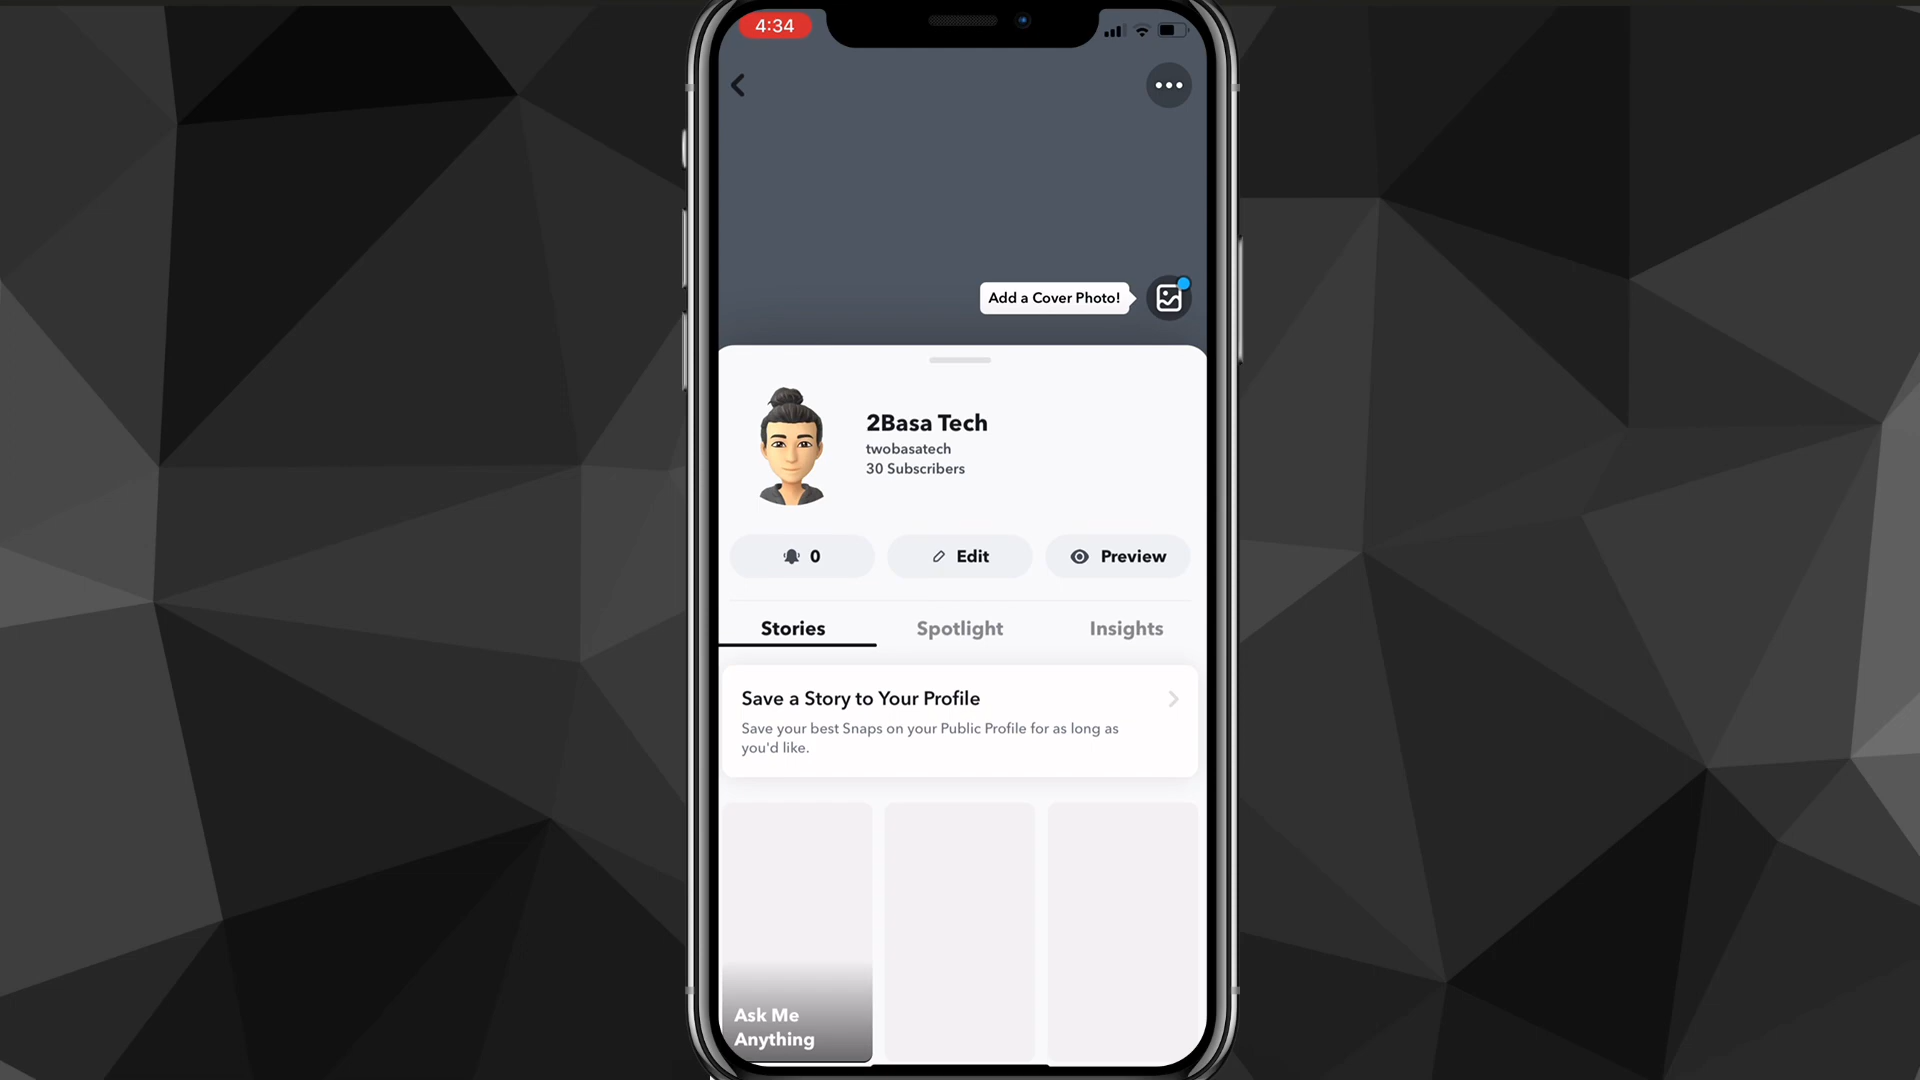 4:34
Add a Cover Photo!
2Basa Tech
twobasatech
30 Subscribers
0
Edit
Preview
Stories
Spotlight
Insights
Save a Story to Your Profile
Save your best Snaps on your Public Profile for as long as
you'd like.
Ask Me
Anything